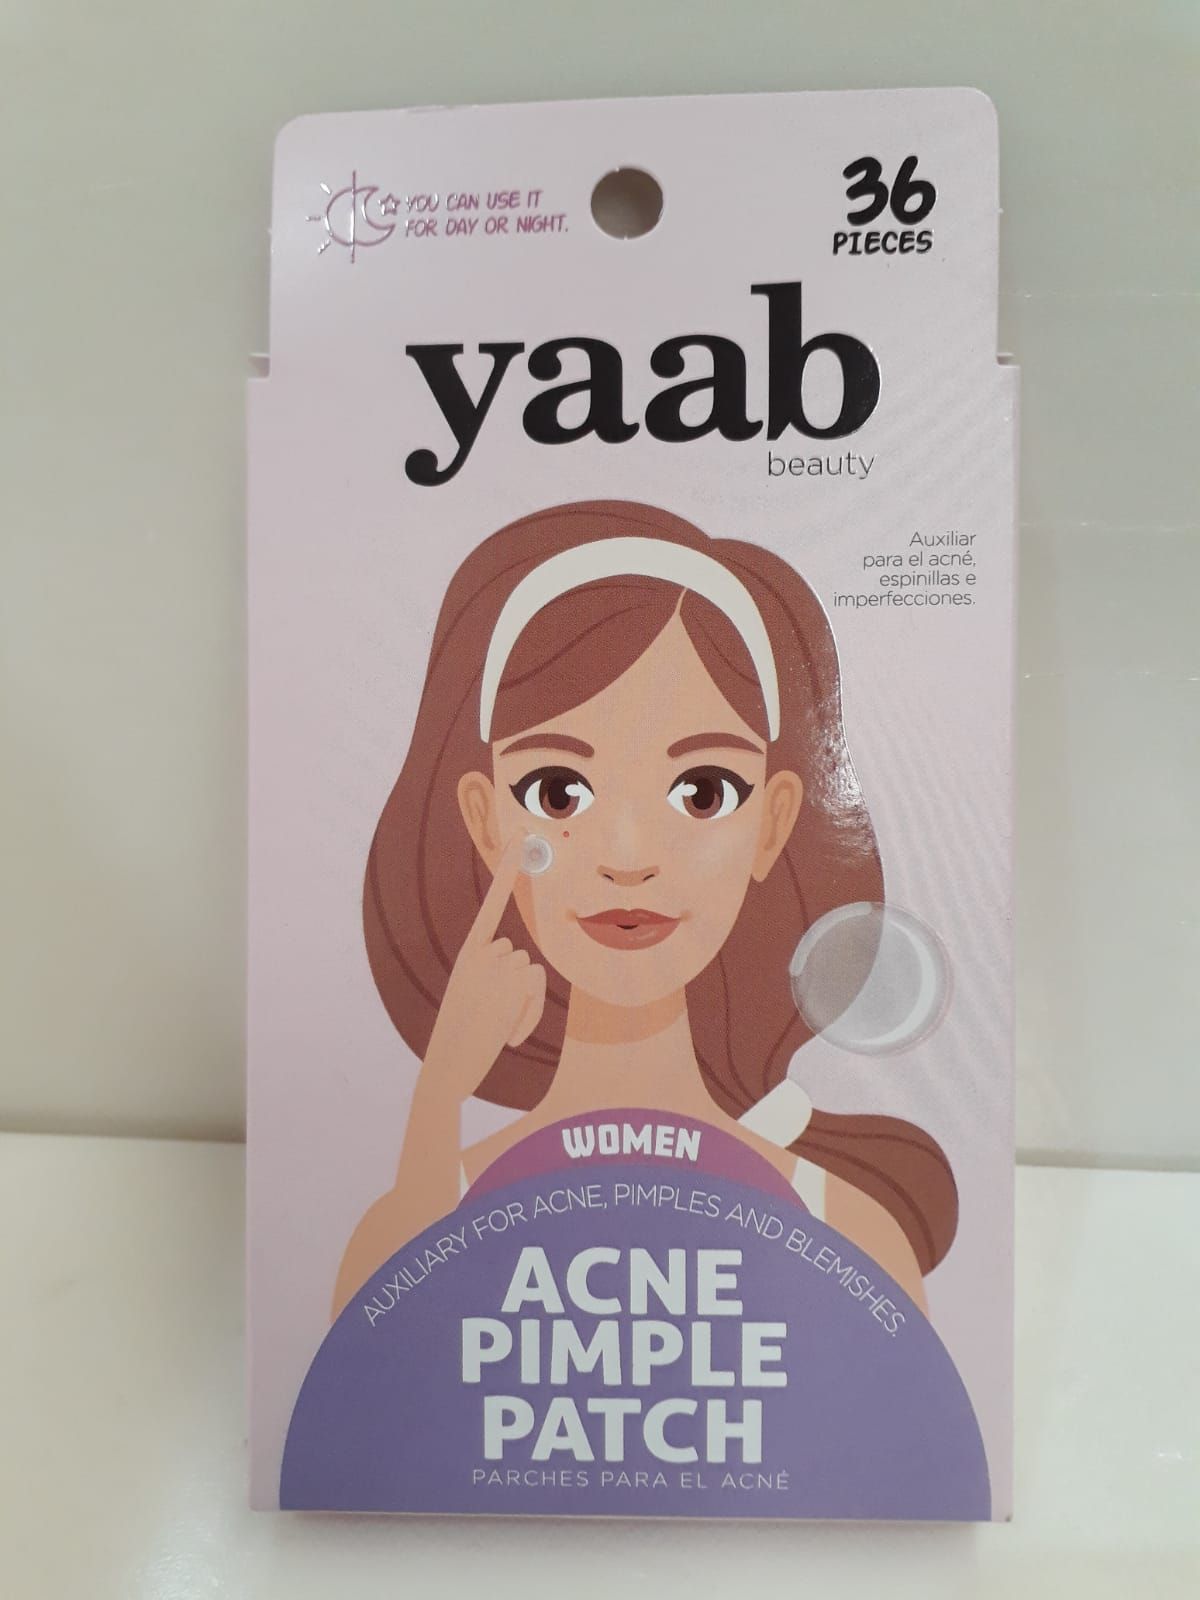 YOU CAN USE IT
FOR DAY OR NIGHT.
36
PIECES
yaab
beauty
Auxiliar
para el acné,
espinillas e
imperfecciones.
WOMEN
AUXILIARY FOR ACNE, PIMPLES AND BLEMISHES.
ACNE
PIMPLE
PATCH
PARCHES PARA EL ACNÉ